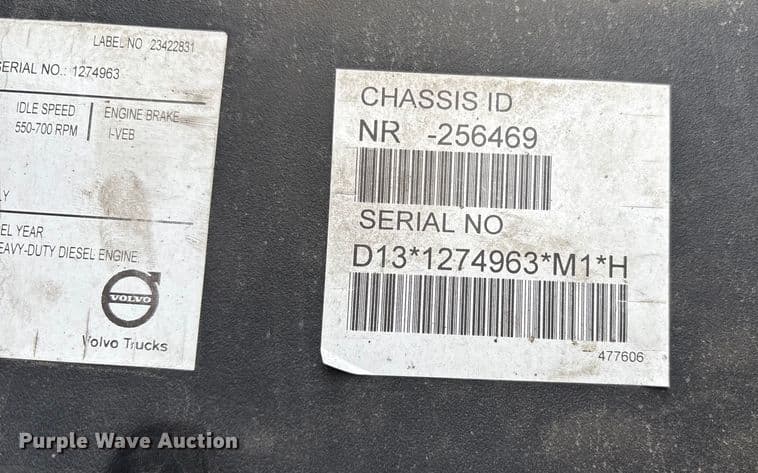 LABEL NO 23422831
SERIAL NO.: 1274963
IDLE SPEED
550-700 RPM
ENGINE BRAKE
I-VEB
EL YEAR
EAVY-DUTY DIESEL ENGINE
VOLVO
Volvo Trucks
CHASSIS ID
NR -256469
SERIAL NO
D13*1274963*M1*H
477606
Purple Wave Auction